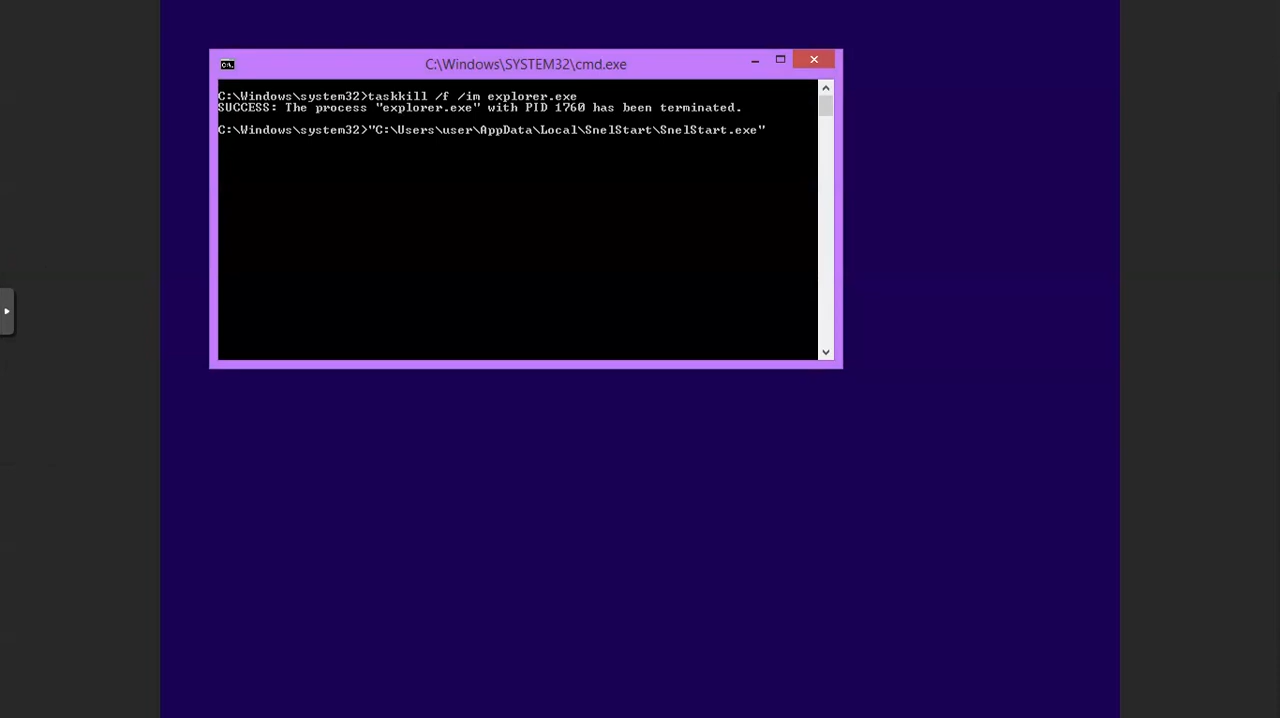 C:\Windows\SYSTEM32\cmd.exe
C:\Windows\system32>taskkill /f /im explorer.exe
SUCCESS: The process "explorer.exe" with PID 1760 has been terminated.
C:\Windows\system32>"C:\Users\user\AppData\Local\SnelStart\SnelStart.exe"